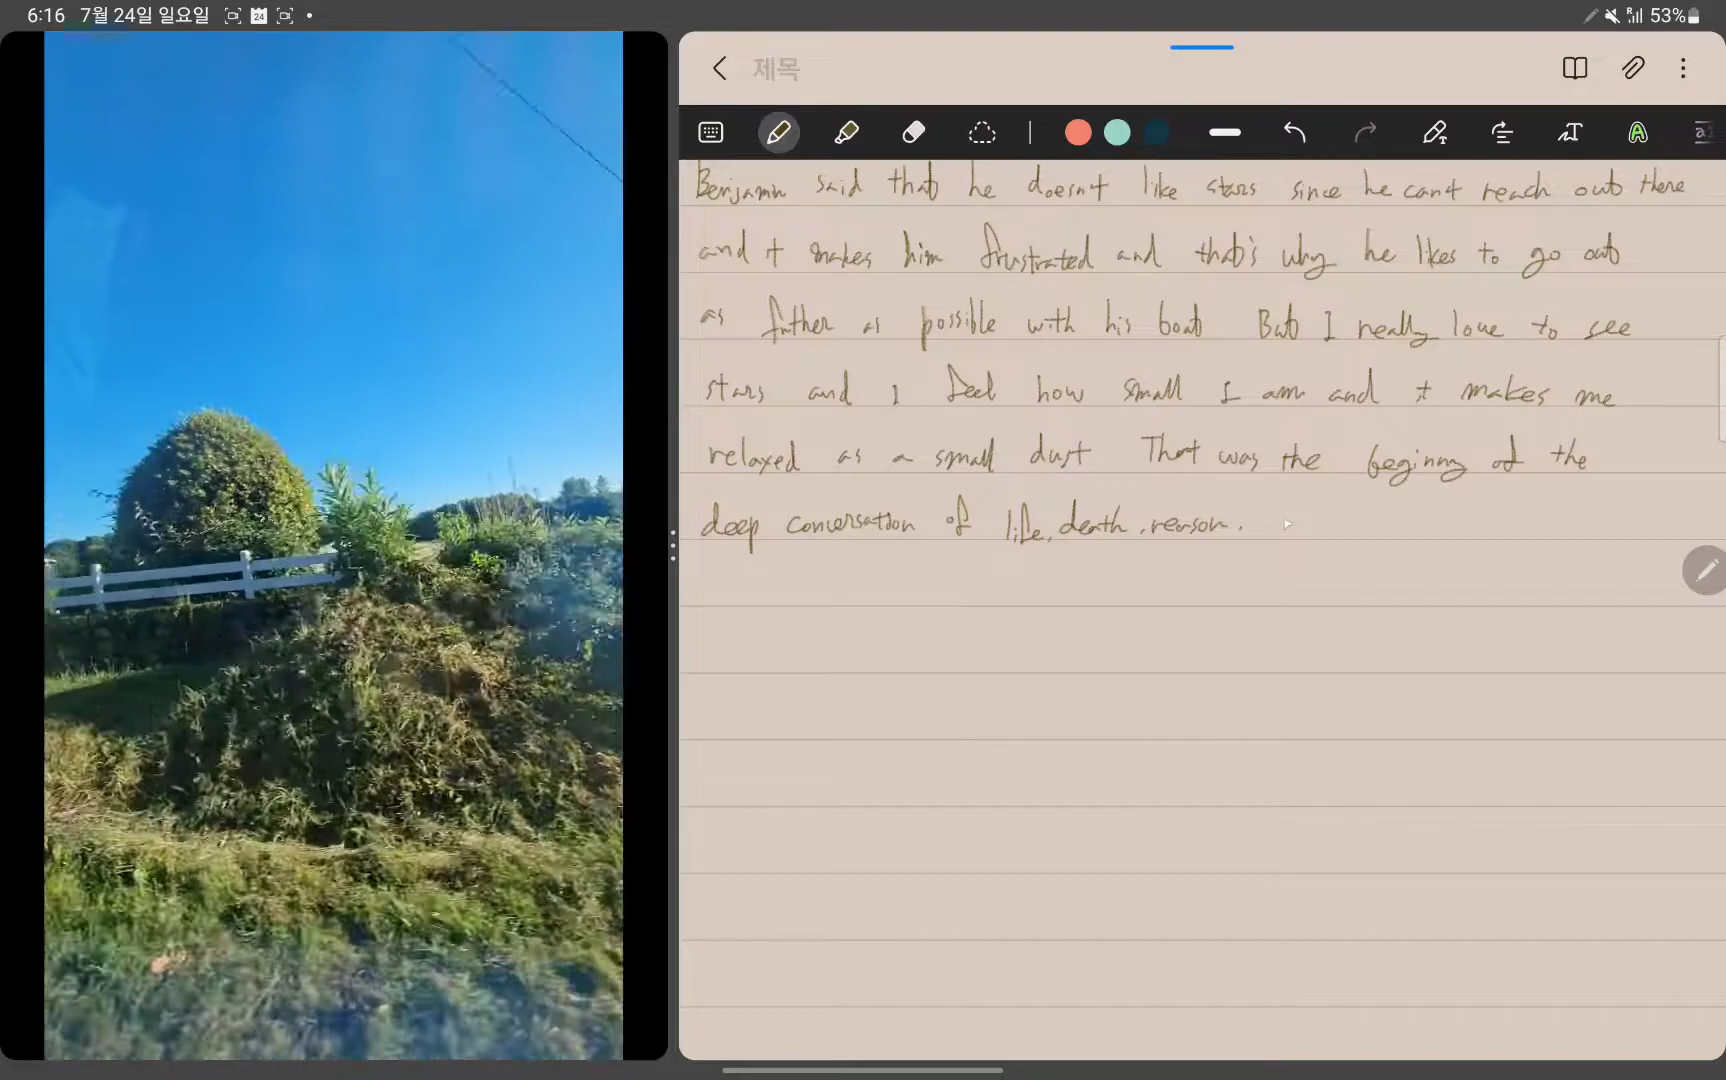 6:16 7월 24일 일요일 24 53%
제목
Benjamin said that he doesn't like stars since he can't reach out there
and it makes him frustrated and that's why he likes to go out
as futher as possible with his boat But I really love to see
stars and I feel how small I am and it makes me
relaxed as a small dust That was the beginny of the
deep conversation of life, death, reason.